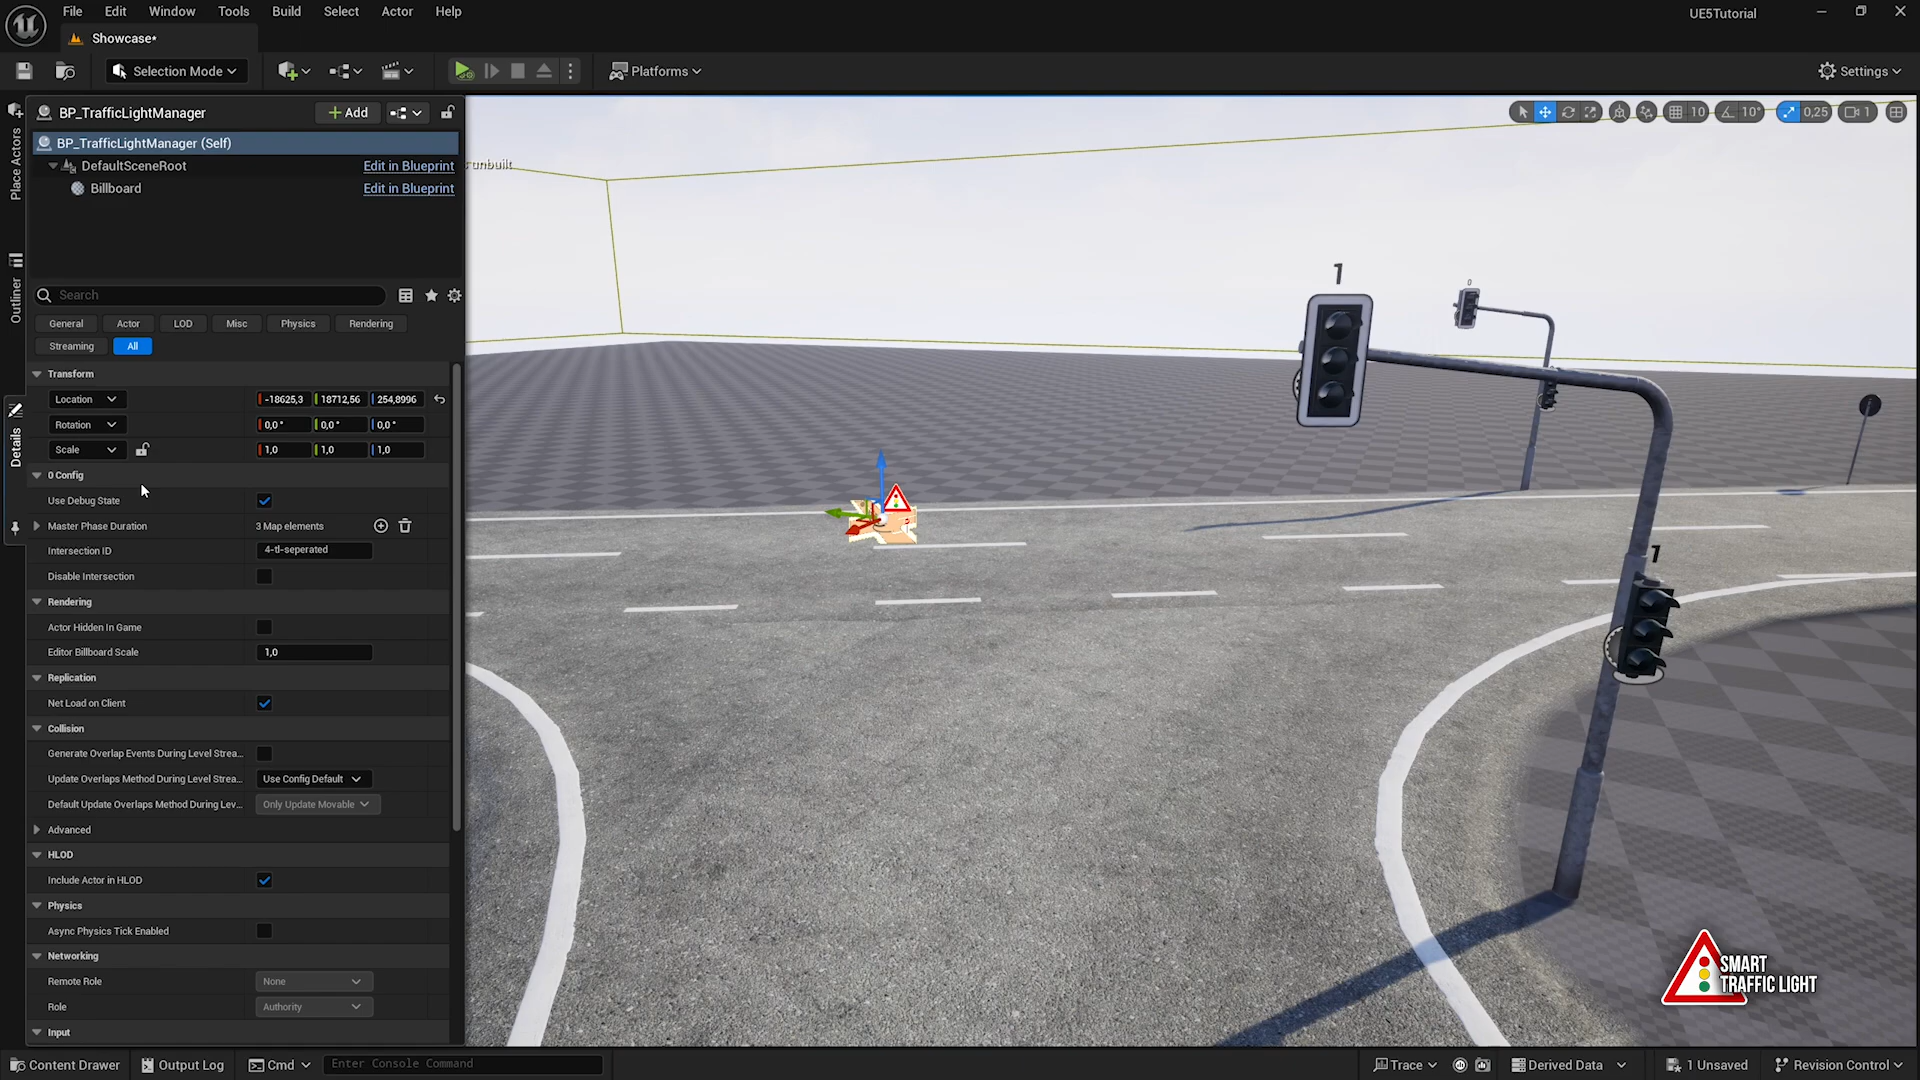 File Edit Window Tools Build Select Actor Help
UE5Tutorial
Showcase*
Selection Mode
Platforms
Settings
Place Actors
Outliner
Details
BP_TrafficLightManager
Add
BP_TrafficLightManager (Self)
DefaultSceneRoot Edit in Blueprint
Billboard Edit in Blueprint
unbuilt
10 10° 0,25 1
Search
General Actor LOD Misc Physics Rendering
Streaming All
Transform
Location -18625,3 18712,56 254,8996
Rotation 0,0 ° 0,0 ° 0,0 °
Scale 1,0 1,0 1,0
0 Config
Use Debug State
Master Phase Duration 3 Map elements
Intersection ID 4-tl-seperated
Disable Intersection
Rendering
Actor Hidden In Game
Editor Billboard Scale 1,0
Replication
Net Load on Client
Collision
Generate Overlap Events During Level Strea...
Update Overlaps Method During Level Strea... Use Config Default
Default Update Overlaps Method During Lev... Only Update Movable
Advanced
HLOD
Include Actor in HLOD
Physics
Async Physics Tick Enabled
Networking
Remote Role None
Role Authority
Input
1
0
1
SMART
TRAFFIC LIGHT
Content Drawer Output Log Cmd Enter Console Command
Trace Derived Data 1 Unsaved Revision Control